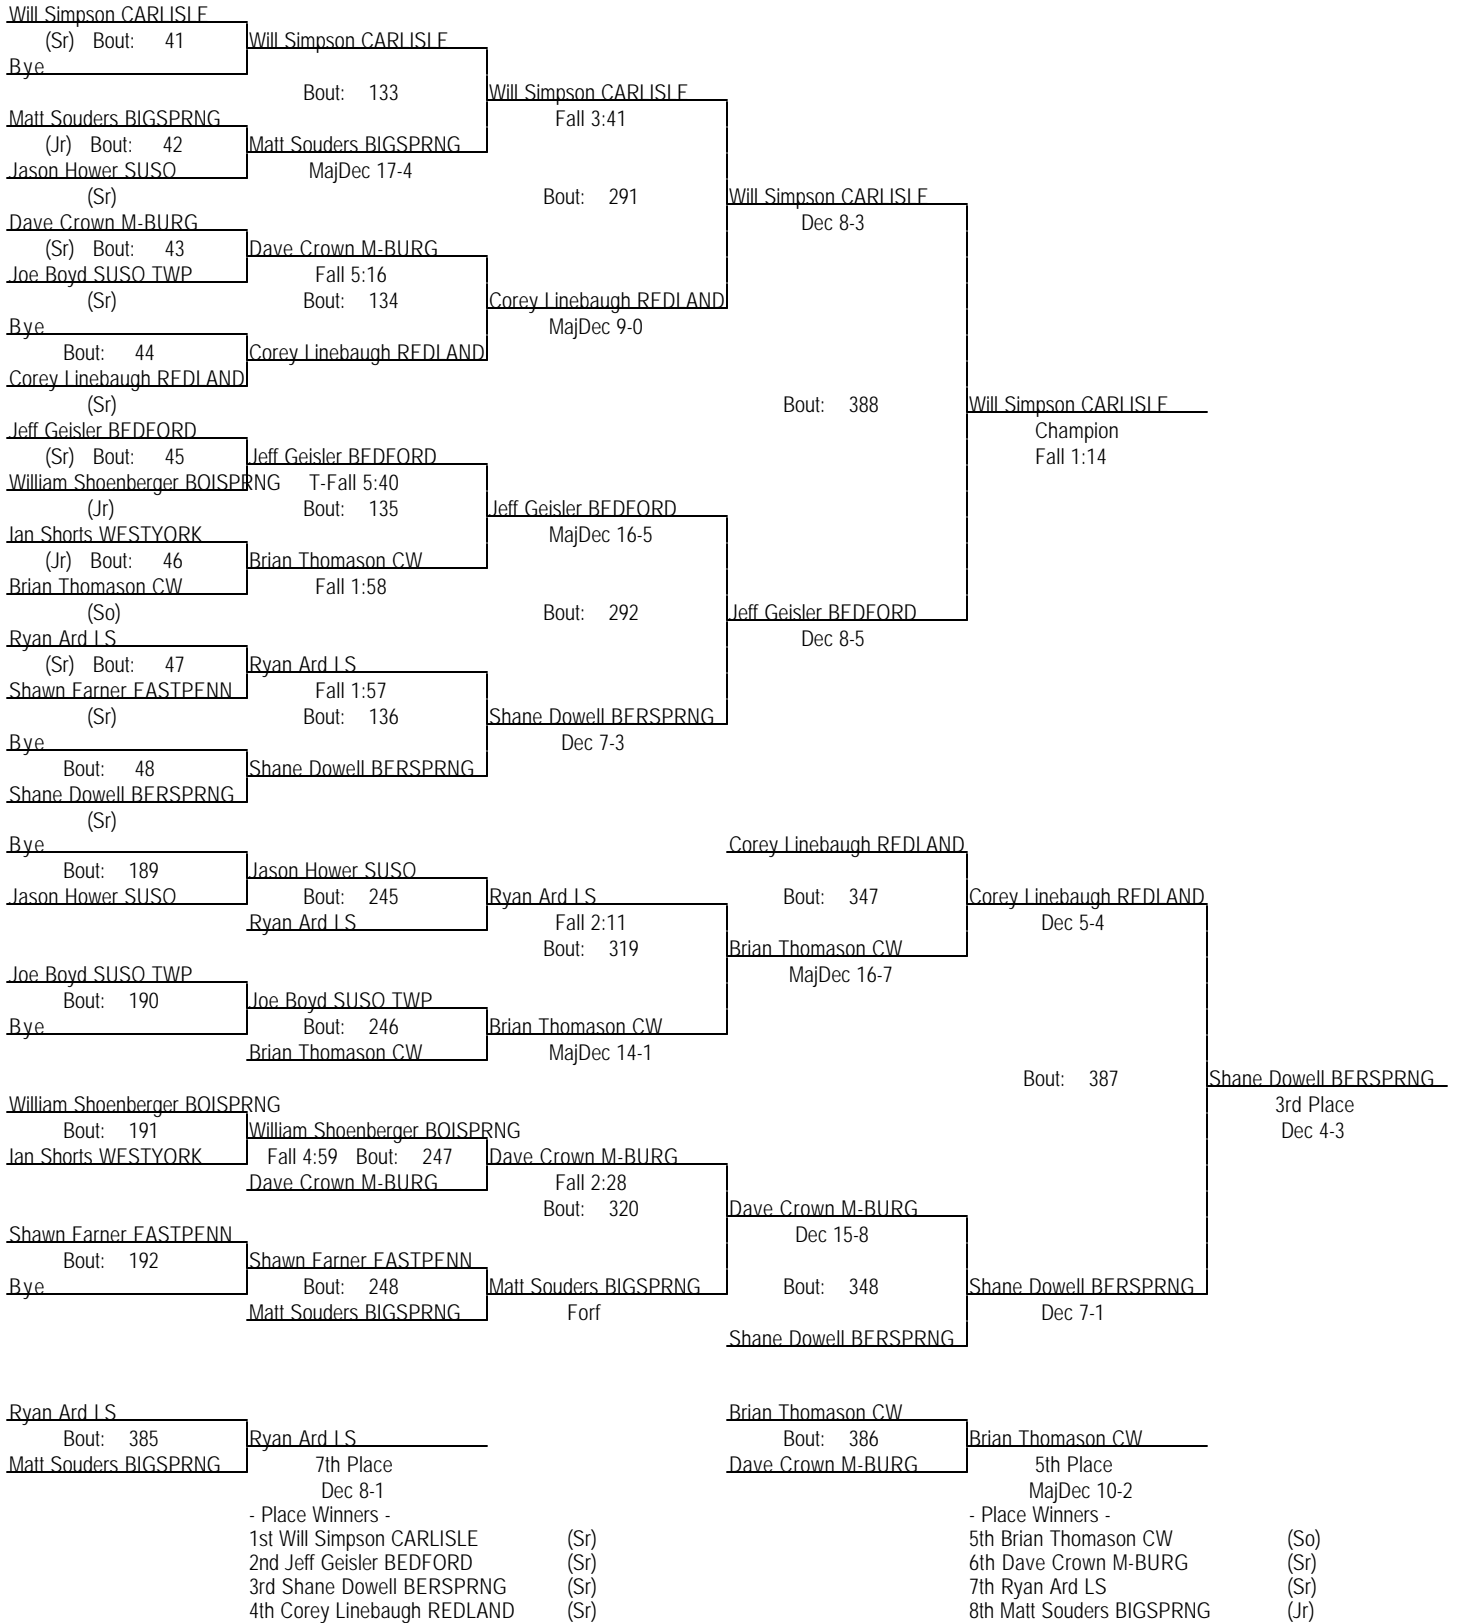 Will Simpson CARLISLE
(Sr) Bout: 41
Will Simpson CARLISLE
Bye
Bout: 133
Will Simpson CARLISLE
Matt Souders BIGSPRNG
Fall 3:41
(Jr) Bout: 42
Matt Souders BIGSPRNG
Jason Hower SUSQ
MajDec 17-4
(Sr)
Bout: 291
Will Simpson CARLISLE
Dave Crown M-BURG
Dec 8-3
(Sr) Bout: 43
Dave Crown M-BURG
Joe Boyd SUSQ TWP
Fall 5:16
(Sr)
Bout: 134
Corey Linebaugh REDLAND
Bye
MajDec 9-0
Bout: 44
Corey Linebaugh REDLAND
Corey Linebaugh REDLAND
(Sr)
Bout: 388
Will Simpson CARLISLE
Jeff Geisler BEDFORD
Champion
(Sr) Bout: 45
Jeff Geisler BEDFORD
Fall 1:14
William Shoenberger BOISPRNG
T-Fall 5:40
(Jr)
Bout: 135
Jeff Geisler BEDFORD
Ian Shorts WESTYORK
MajDec 16-5
(Jr) Bout: 46
Brian Thomason CW
Brian Thomason CW
Fall 1:58
(So)
Bout: 292
Jeff Geisler BEDFORD
Ryan Ard LS
Dec 8-5
(Sr) Bout: 47
Ryan Ard LS
Shawn Farner EASTPENN
Fall 1:57
(Sr)
Bout: 136
Shane Dowell BERSPRNG
Bye
Dec 7-3
Bout: 48
Shane Dowell BERSPRNG
Shane Dowell BERSPRNG
(Sr)
Bye
Corey Linebaugh REDLAND
Bout: 189
Jason Hower SUSQ
Jason Hower SUSQ
Bout: 245
Ryan Ard LS
Bout: 347
Corey Linebaugh REDLAND
Ryan Ard LS
Fall 2:11
Dec 5-4
Bout: 319
Brian Thomason CW
Joe Boyd SUSQ TWP
MajDec 16-7
Bout: 190
Joe Boyd SUSQ TWP
Bye
Bout: 246
Brian Thomason CW
Brian Thomason CW
MajDec 14-1
Bout: 387
Shane Dowell BERSPRNG
William Shoenberger BOISPRNG
3rd Place
Bout: 191
William Shoenberger BOISPRNG
Dec 4-3
Ian Shorts WESTYORK
Fall 4:59 Bout: 247
Dave Crown M-BURG
Dave Crown M-BURG
Fall 2:28
Bout: 320
Dave Crown M-BURG
Shawn Farner EASTPENN
Dec 15-8
Bout: 192
Shawn Farner EASTPENN
Bye
Bout: 248
Matt Souders BIGSPRNG
Bout: 348
Shane Dowell BERSPRNG
Matt Souders BIGSPRNG
Forf
Dec 7-1
Shane Dowell BERSPRNG
Ryan Ard LS
Brian Thomason CW
Bout: 385
Ryan Ard LS
Bout: 386
Brian Thomason CW
Matt Souders BIGSPRNG
7th Place
Dave Crown M-BURG
5th Place
Dec 8-1
MajDec 10-2
- Place Winners -
1st Will Simpson CARLISLE (Sr)
2nd Jeff Geisler BEDFORD (Sr)
3rd Shane Dowell BERSPRNG (Sr)
4th Corey Linebaugh REDLAND (Sr)
- Place Winners -
5th Brian Thomason CW (So)
6th Dave Crown M-BURG (Sr)
7th Ryan Ard LS (Sr)
8th Matt Souders BIGSPRNG (Jr)